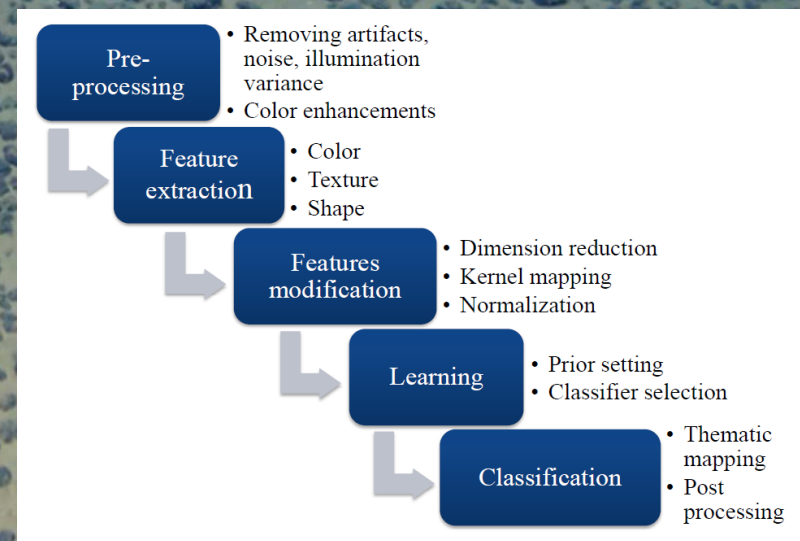 Pre-
processing
• Removing artifacts,
noise, illumination
variance
• Color enhancements
Feature
extraction
• Color
• Texture
• Shape
Features
modification
• Dimension reduction
• Kernel mapping
• Normalization
Learning
• Prior setting
• Classifier selection
Classification
• Thematic
mapping
• Post
processing